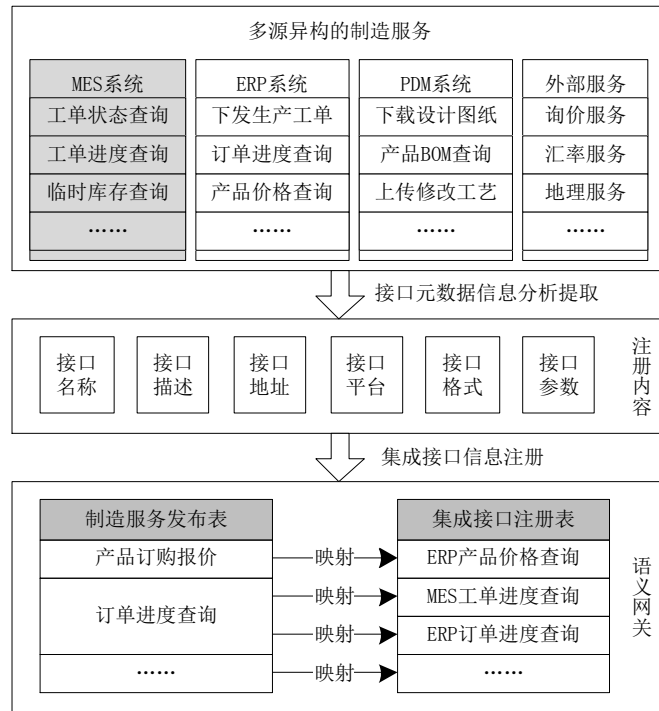 多源异构的制造服务
MES系统
工单状态查询
工单进度查询
临时库存查询
……
ERP系统
下发生产工单
订单进度查询
产品价格查询
……
PDM系统
下载设计图纸
产品BOM查询
上传修改工艺
……
外部服务
询价服务
汇率服务
地理服务
……
接口元数据信息分析提取
接口
名称
接口
描述
接口
地址
接口
平台
接口
格式
接口
参数
注册内容
集成接口信息注册
制造服务发布表
集成接口注册表
产品订购报价
映射
ERP产品价格查询
订单进度查询
映射
MES工单进度查询
映射
ERP订单进度查询
……
映射
……
语义网关